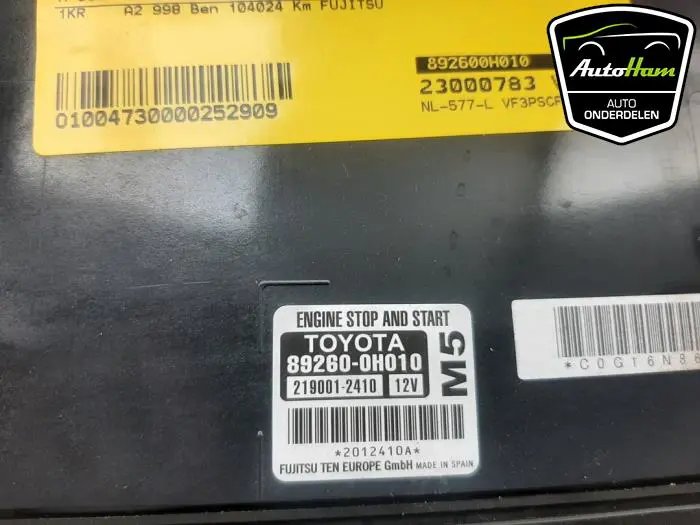 1KR A2 998 Ben 104024 Km FUJITSU
892600H010
23000783
NL-577-L
01004730000252909
AutoHam
AUTO
ONDERDELEN
ENGINE STOP AND START
TOYOTA
89260-0H010
219001-2410 12V
M5
*2012410A*
FUJITSU TEN EUROPE GmbH MADE IN SPAIN